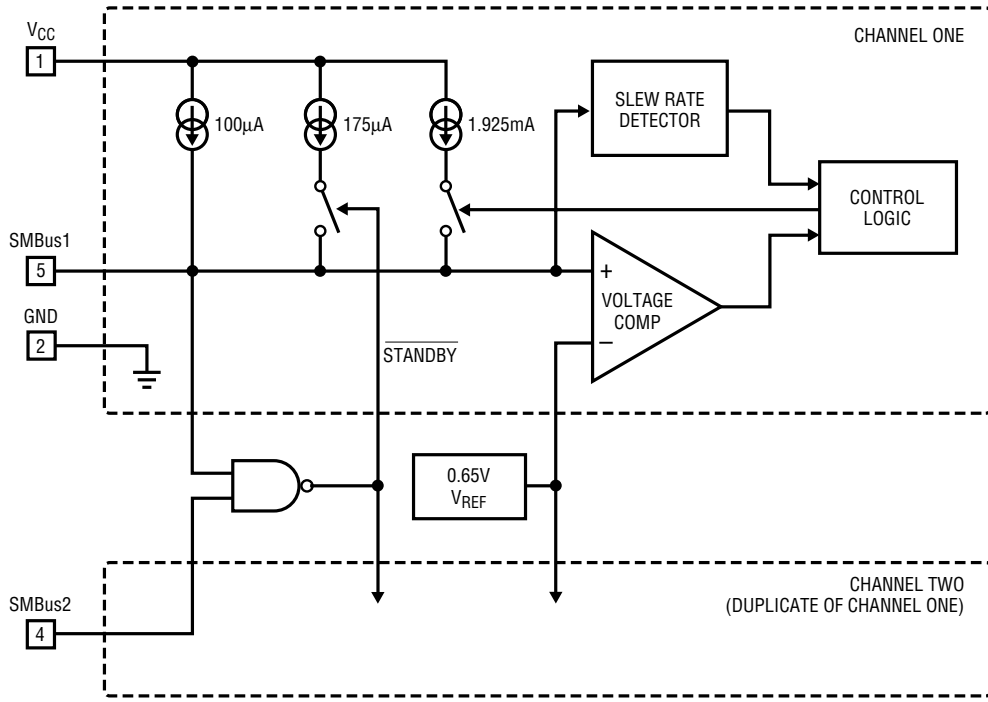 CHANNEL ONE
VCC
1
100µA
175µA
1.925mA
SLEW RATE
DETECTOR
CONTROL
LOGIC
SMBus1
5
+
VOLTAGE
COMP
−
GND
2
STANDBY
0.65V
VREF
CHANNEL TWO
(DUPLICATE OF CHANNEL ONE)
SMBus2
4